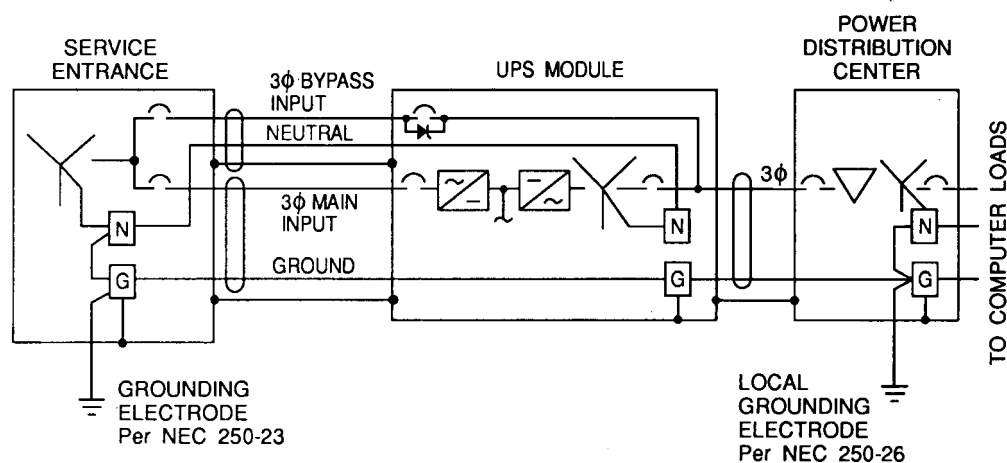 SERVICE
ENTRANCE
3ϕ BYPASS
INPUT
NEUTRAL
UPS MODULE
POWER
DISTRIBUTION
CENTER
3ϕ MAIN
INPUT
3ϕ
N
N
N
GROUND
G
G
G
TO COMPUTER LOADS
GROUNDING
ELECTRODE
Per NEC 250-23
LOCAL
GROUNDING
ELECTRODE
Per NEC 250-26